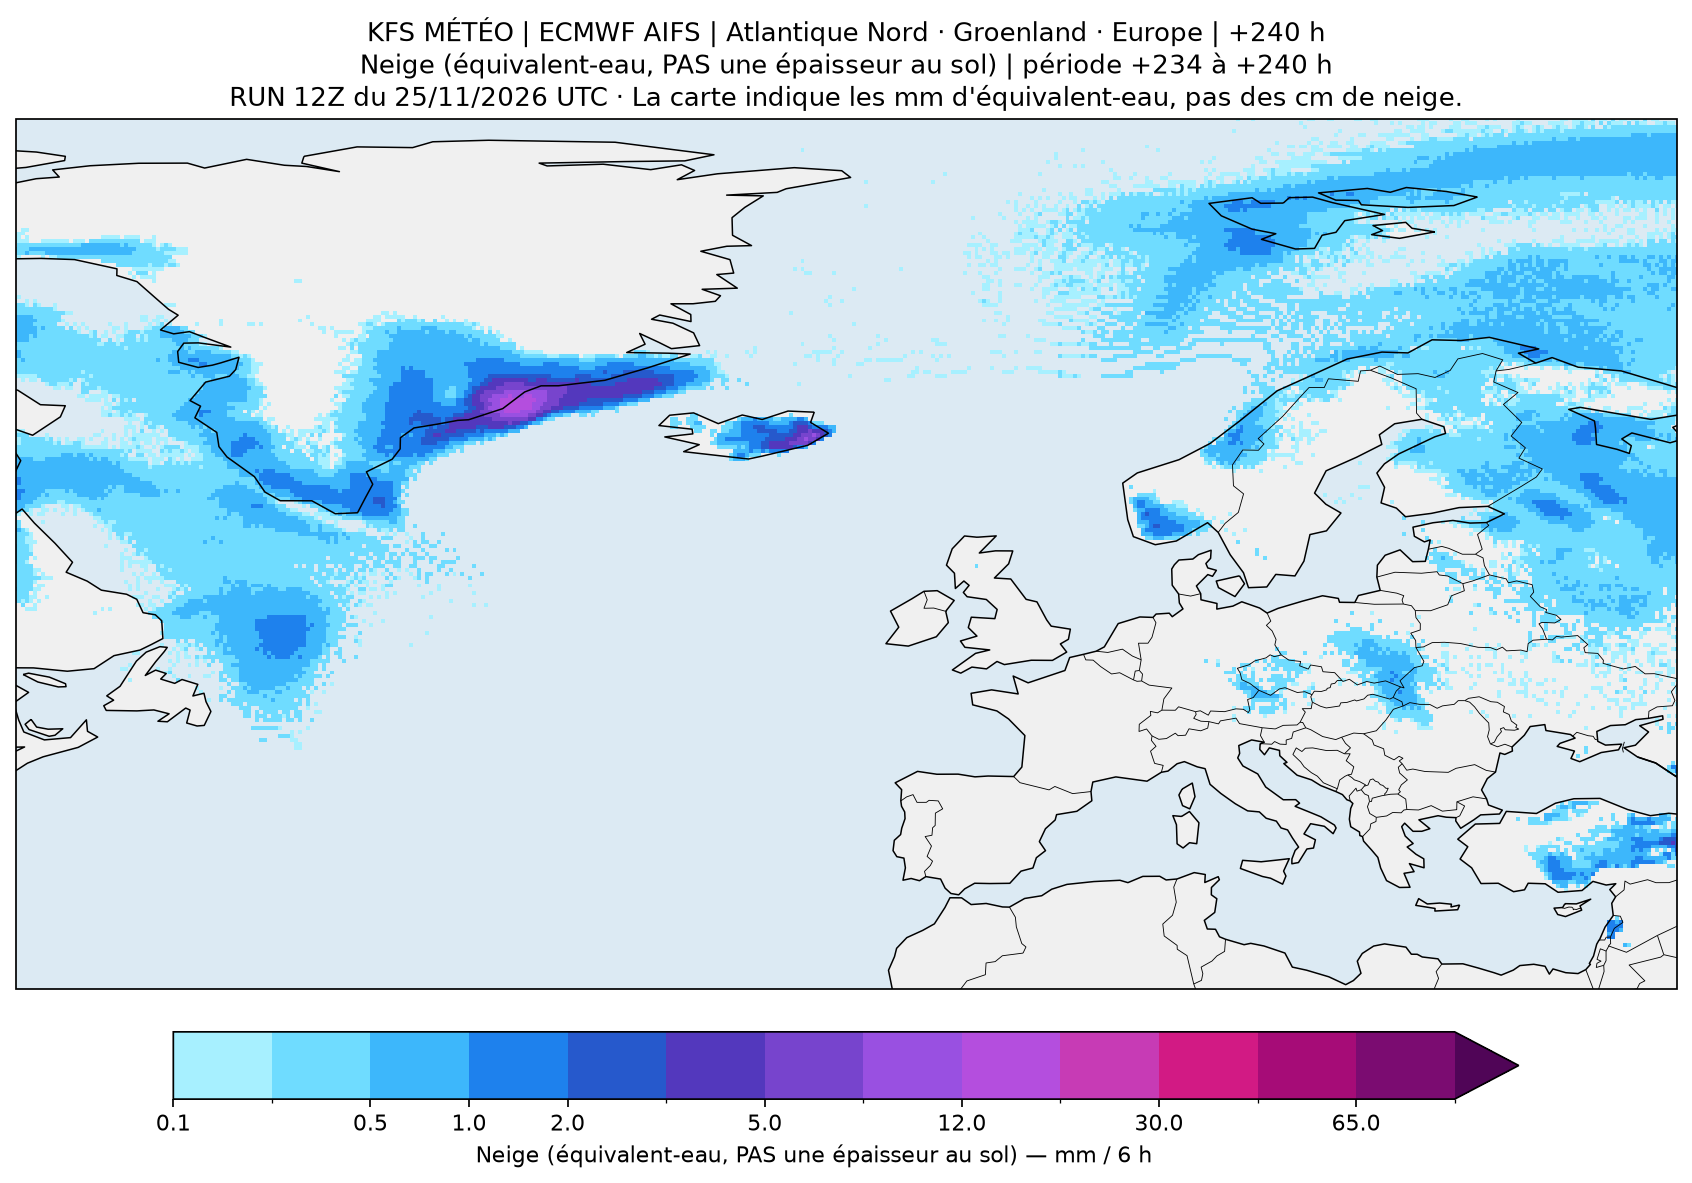 KFS MÉTÉO | ECMWF AIFS | Atlantique Nord · Groenland · Europe | +240 h
Neige (équivalent-eau, PAS une épaisseur au sol) | période +234 à +240 h
RUN 12Z du 25/11/2026 UTC · La carte indique les mm d'équivalent-eau, pas des cm de neige.
0.1 0.5 1.0 2.0 5.0 12.0 30.0 65.0
Neige (équivalent-eau, PAS une épaisseur au sol) — mm / 6 h